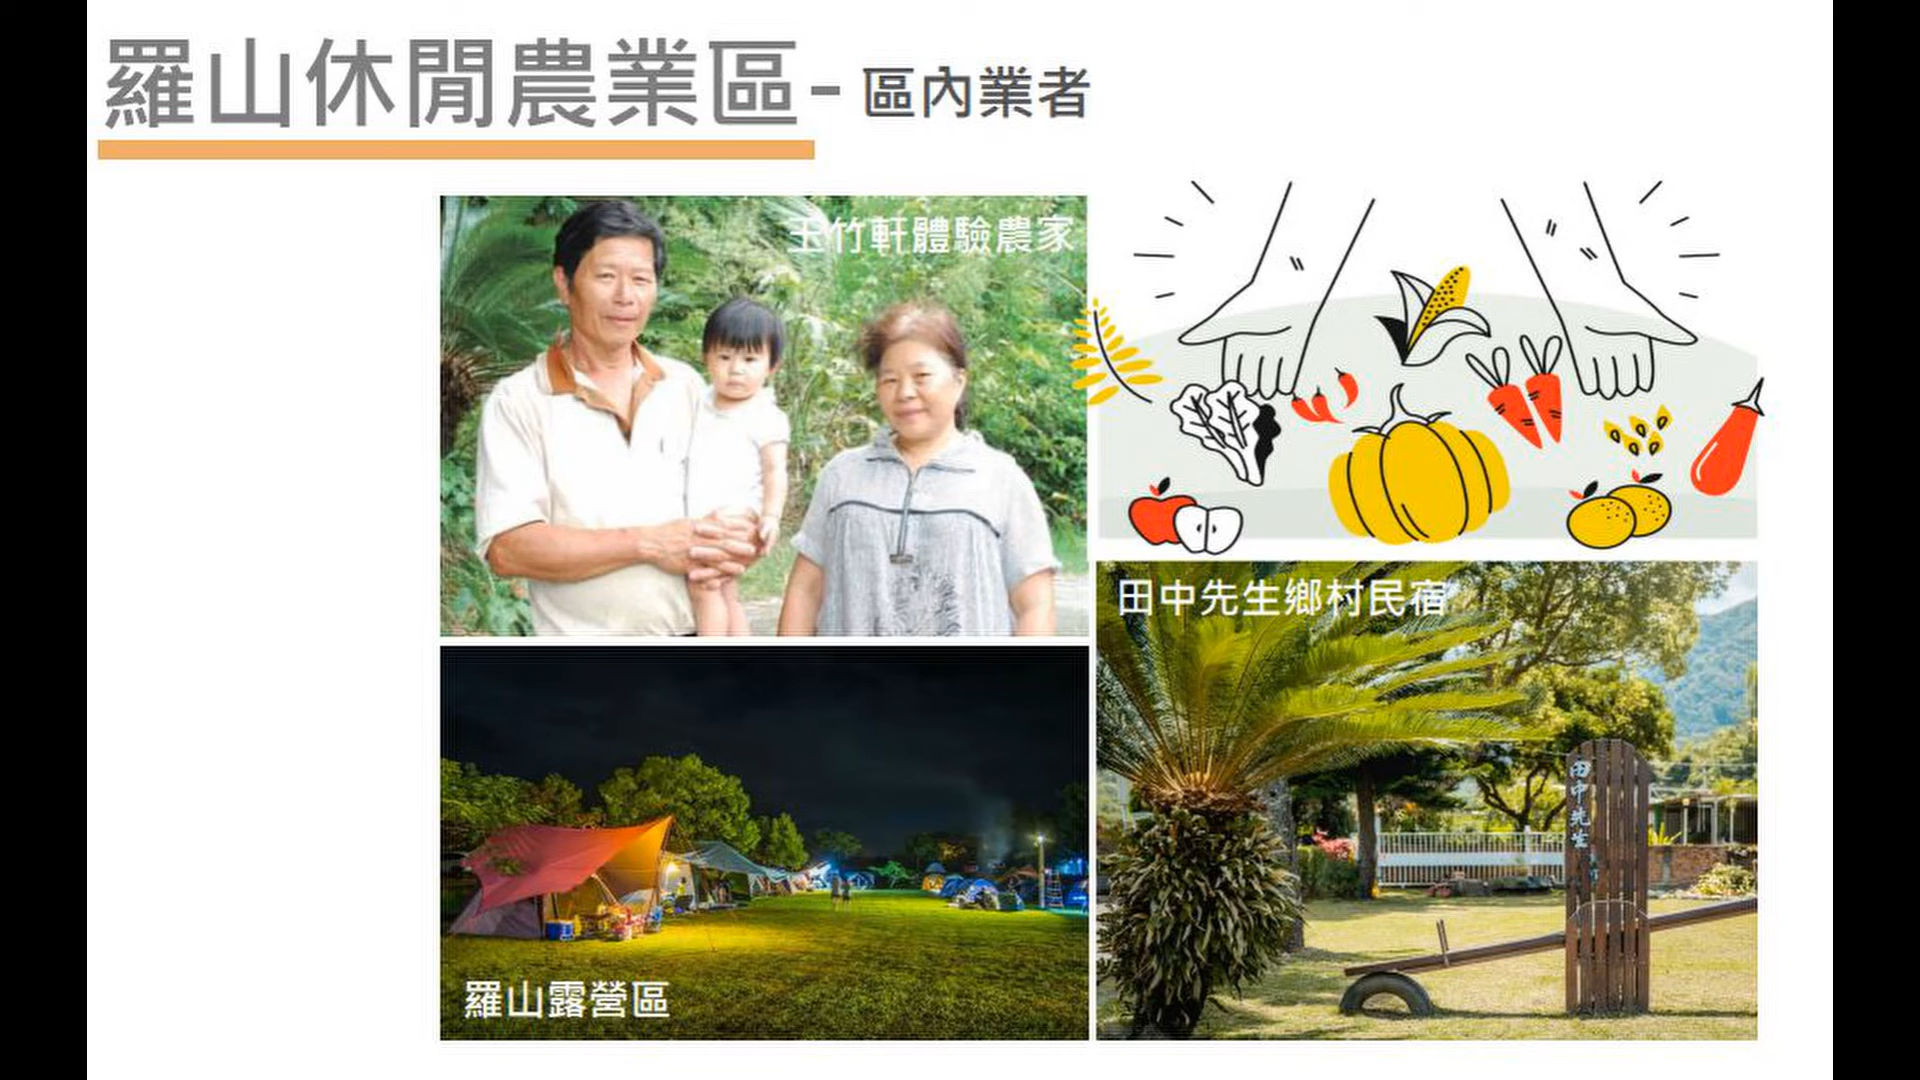 羅山休閒農業區- 區內業者
玉竹軒體驗農家
田中先生鄉村民宿
田中先生
羅山露營區